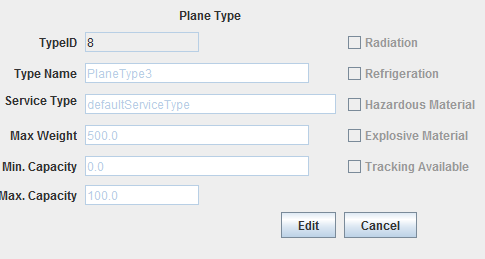 Plane Type
TypeID 8 Radiation
Type Name PlaneType3 Refrigeration
Service Type defaultServiceType Hazardous Material
Max Weight 500.0 Explosive Material
Min. Capacity 0.0 Tracking Available
Max. Capacity 100.0
Edit Cancel